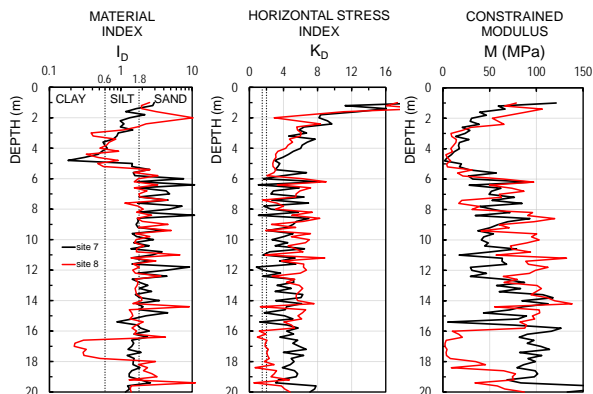 MATERIAL
INDEX
I_D
0.6 1.8
0.1 1 10
CLAY SILT SAND
DEPTH (m)
0
2
4
6
8
10
12
14
16
18
20
site 7
site 8
HORIZONTAL STRESS
INDEX
K_D
0 4 8 12 16
DEPTH (m)
0
2
4
6
8
10
12
14
16
18
20
CONSTRAINED
MODULUS
M (MPa)
0 50 100 150
DEPTH (m)
0
2
4
6
8
10
12
14
16
18
20